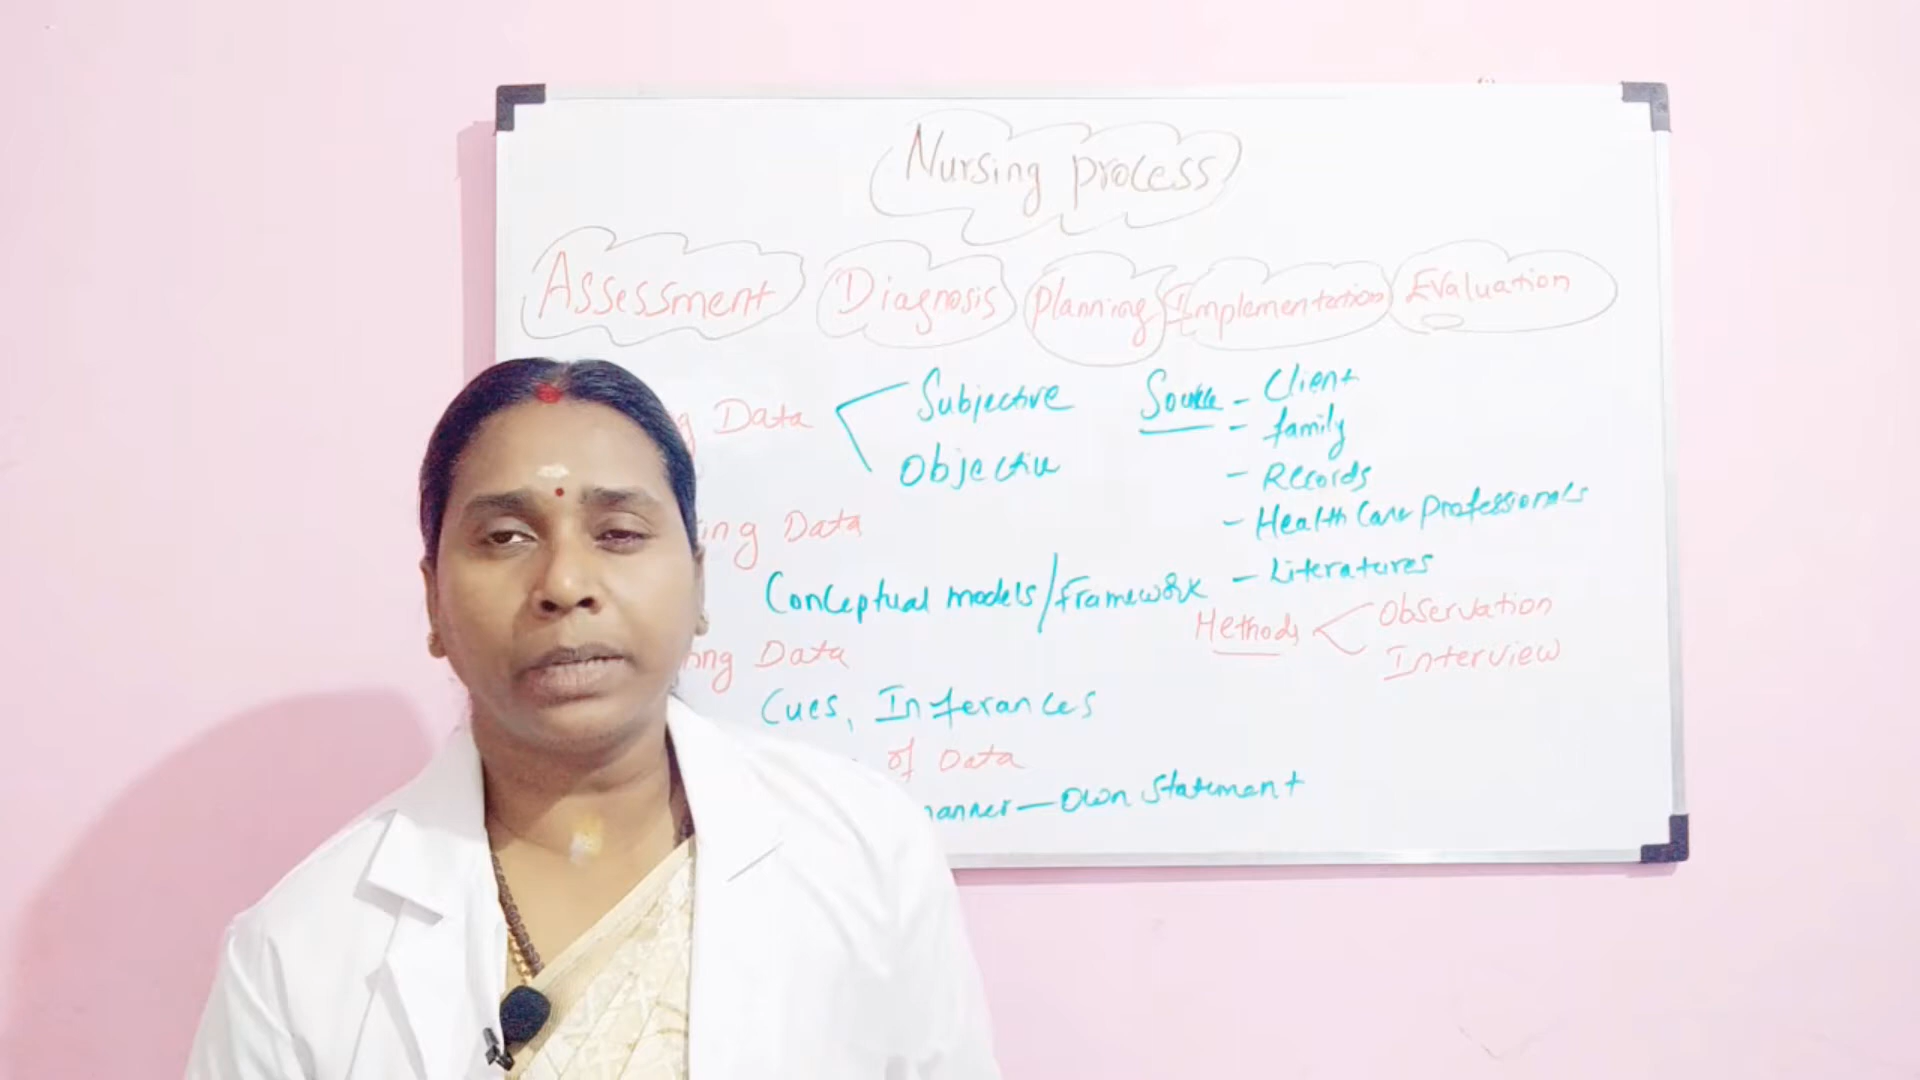 Nursing process
Assessment Diagnosis Planning Implementation Evaluation
Data Subjective
Objective
Source - Client
- family
- Records
- Health Care professionals
- Literatures
Data
Conceptual models/framework
Methods Observation
Interview
Data
Cues, Inferances
of Data
Own Statement